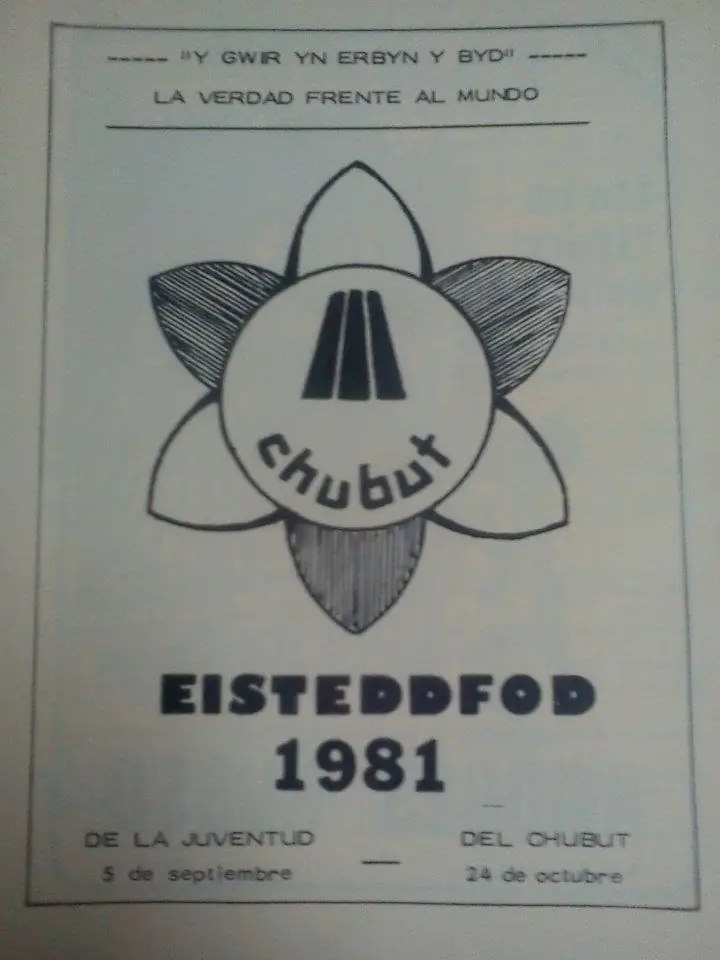 ----- "Y GWIR YN ERBYN Y BYD" -----
LA VERDAD FRENTE AL MUNDO
chubut
EISTEDDFOD
1981
DE LA JUVENTUD DEL CHUBUT
5 de septiembre — 24 de octubre